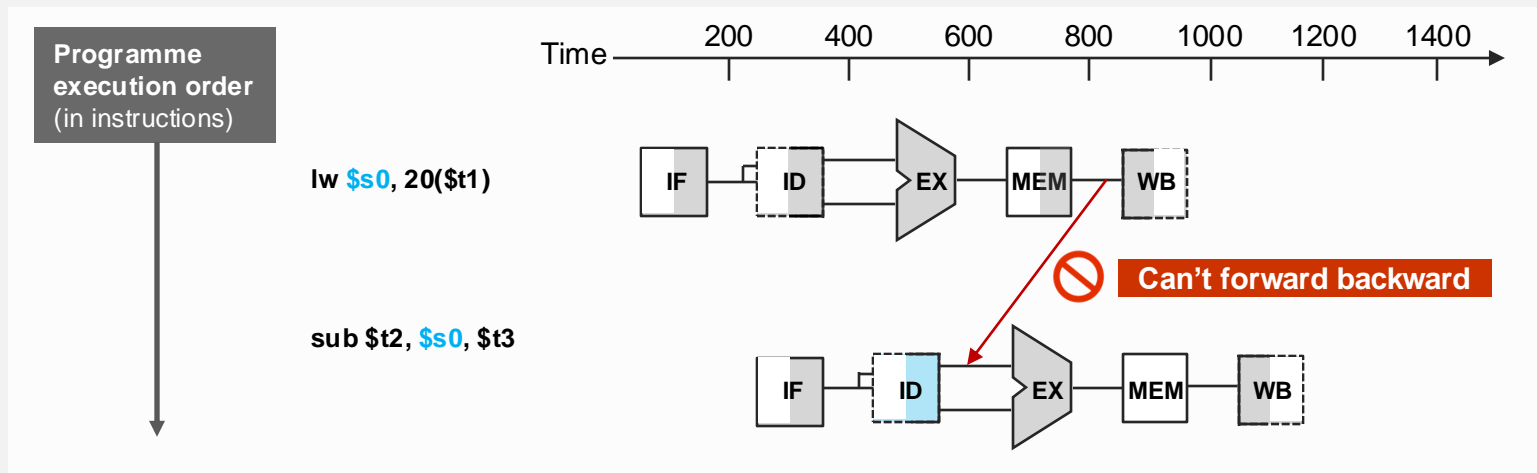 Programme
execution order
(in instructions)
Time 200 400 600 800 1000 1200 1400
lw $s0, 20($t1)
IF ID EX MEM WB
Can't forward backward
sub $t2, $s0, $t3
IF ID EX MEM WB